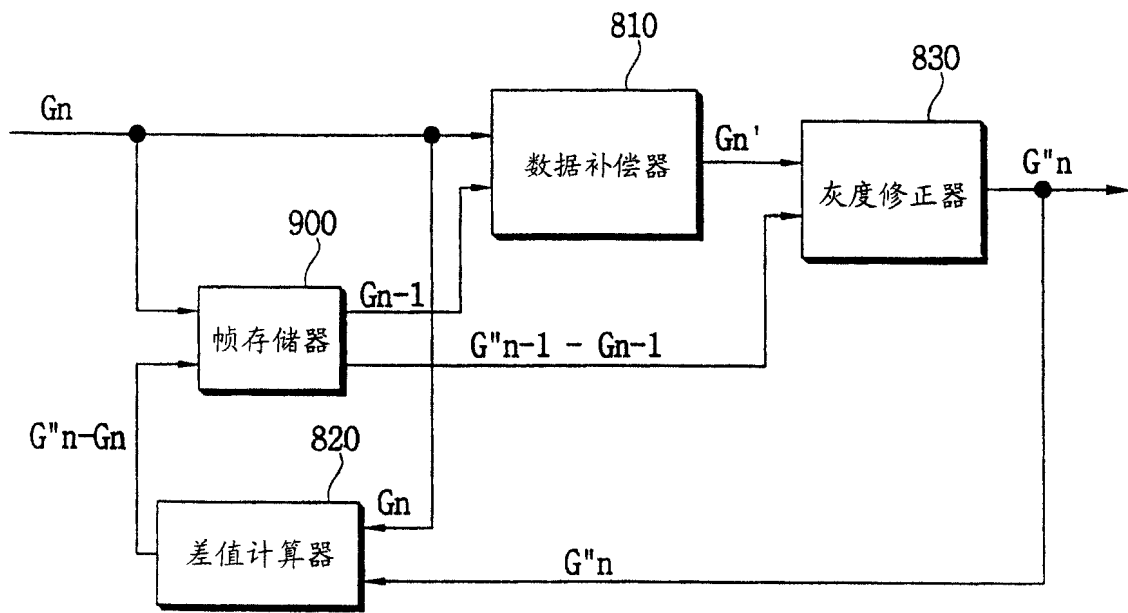 810
830
Gn
数据补偿器
Gn'
灰度修正器
G"n
900
帧存储器
Gn-1
G"n-1 - Gn-1
G"n-Gn
820
Gn
差值计算器
G"n